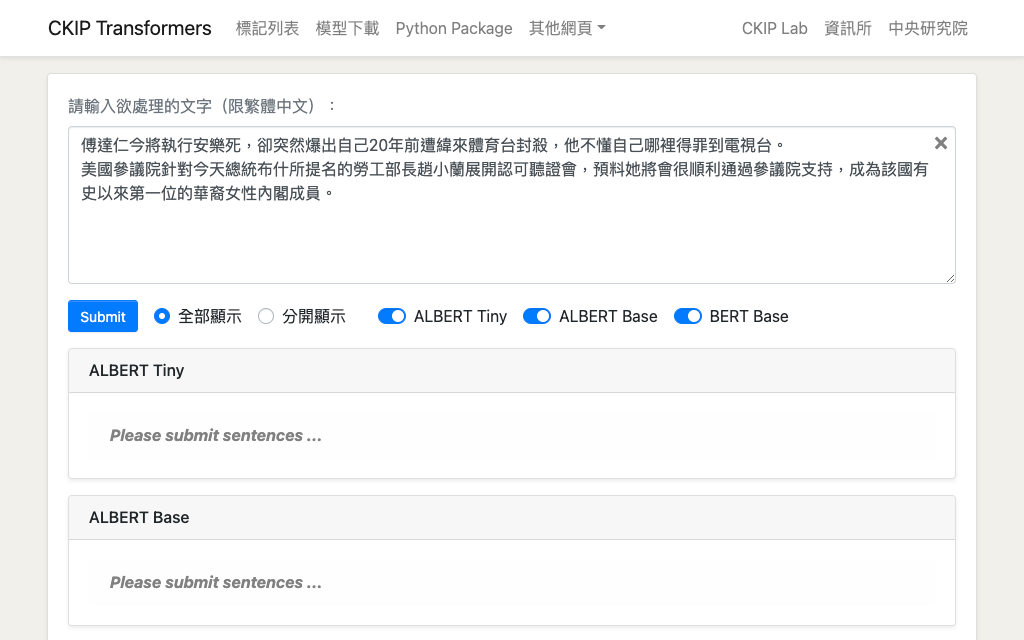 CKIP Transformers 標記列表 模型下載 Python Package 其他網頁 CKIP Lab 資訊所 中央研究院
請輸入欲處理的文字（限繁體中文）：
傅達仁今將執行安樂死，卻突然爆出自己20年前遭緯來體育台封殺，他不懂自己哪裡得罪到電視台。
美國參議院針對今天總統布什所提名的勞工部長趙小蘭展開認可聽證會，預料她將會很順利通過參議院支持，成為該國有
史以來第一位的華裔女性內閣成員。
Submit 全部顯示 分開顯示 ALBERT Tiny ALBERT Base BERT Base
ALBERT Tiny
Please submit sentences ...
ALBERT Base
Please submit sentences ...